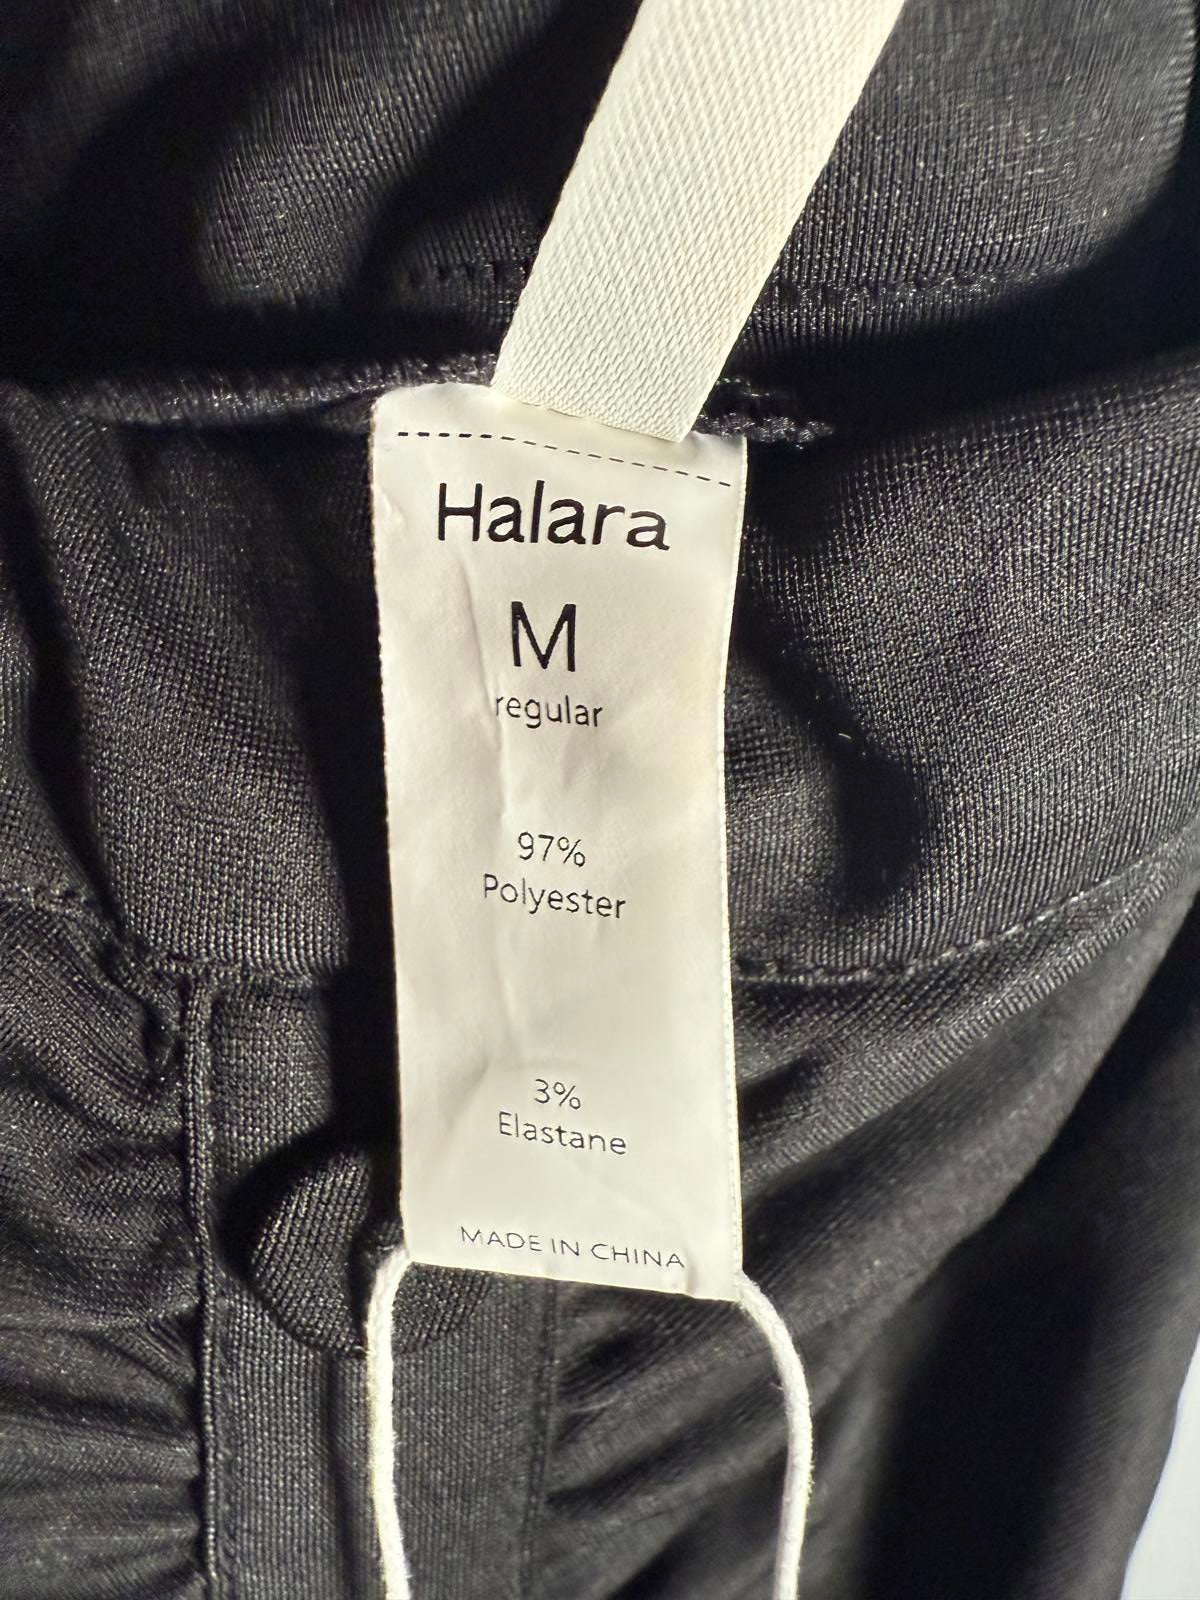 Halara
M
regular
97%
Polyester
3%
Elastane
MADE IN CHINA